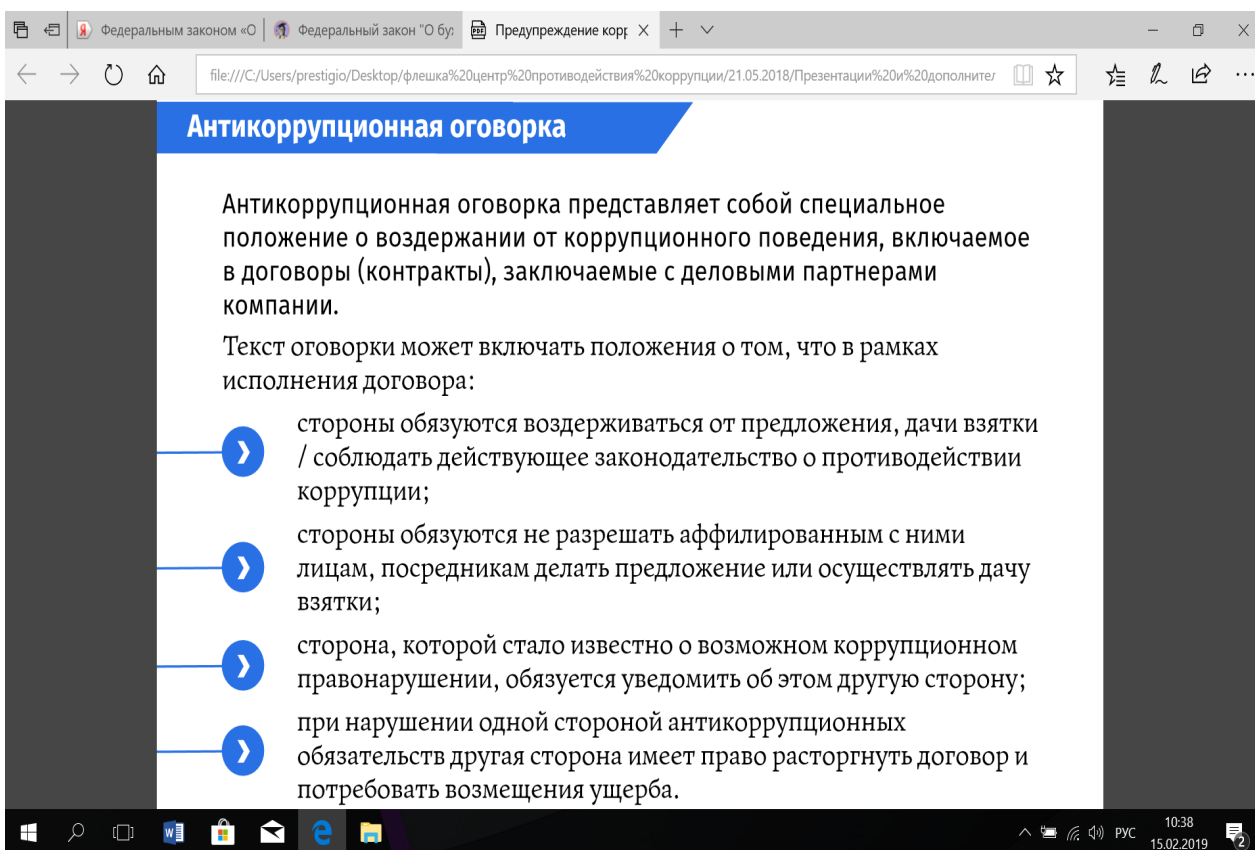 Федеральным законом «О
Федеральный закон "О бу:
Предупреждение корр
file:///C:/Users/prestigio/Desktop/флешка%20центр%20противодействия%20коррупции/21.05.2018/Презентации%20и%20дополнител
Антикоррупционная оговорка
Антикоррупционная оговорка представляет собой специальное
положение о воздержании от коррупционного поведения, включаемое
в договоры (контракты), заключаемые с деловыми партнерами
компании.
Текст оговорки может включать положения о том, что в рамках
исполнения договора:
стороны обязуются воздерживаться от предложения, дачи взятки
/ соблюдать действующее законодательство о противодействии
коррупции;
стороны обязуются не разрешать аффилированным с ними
лицам, посредникам делать предложение или осуществлять дачу
взятки;
сторона, которой стало известно о возможном коррупционном
правонарушении, обязуется уведомить об этом другую сторону;
при нарушении одной стороной антикоррупционных
обязательств другая сторона имеет право расторгнуть договор и
потребовать возмещения ущерба.
РУС
10:38
15.02.2019
2